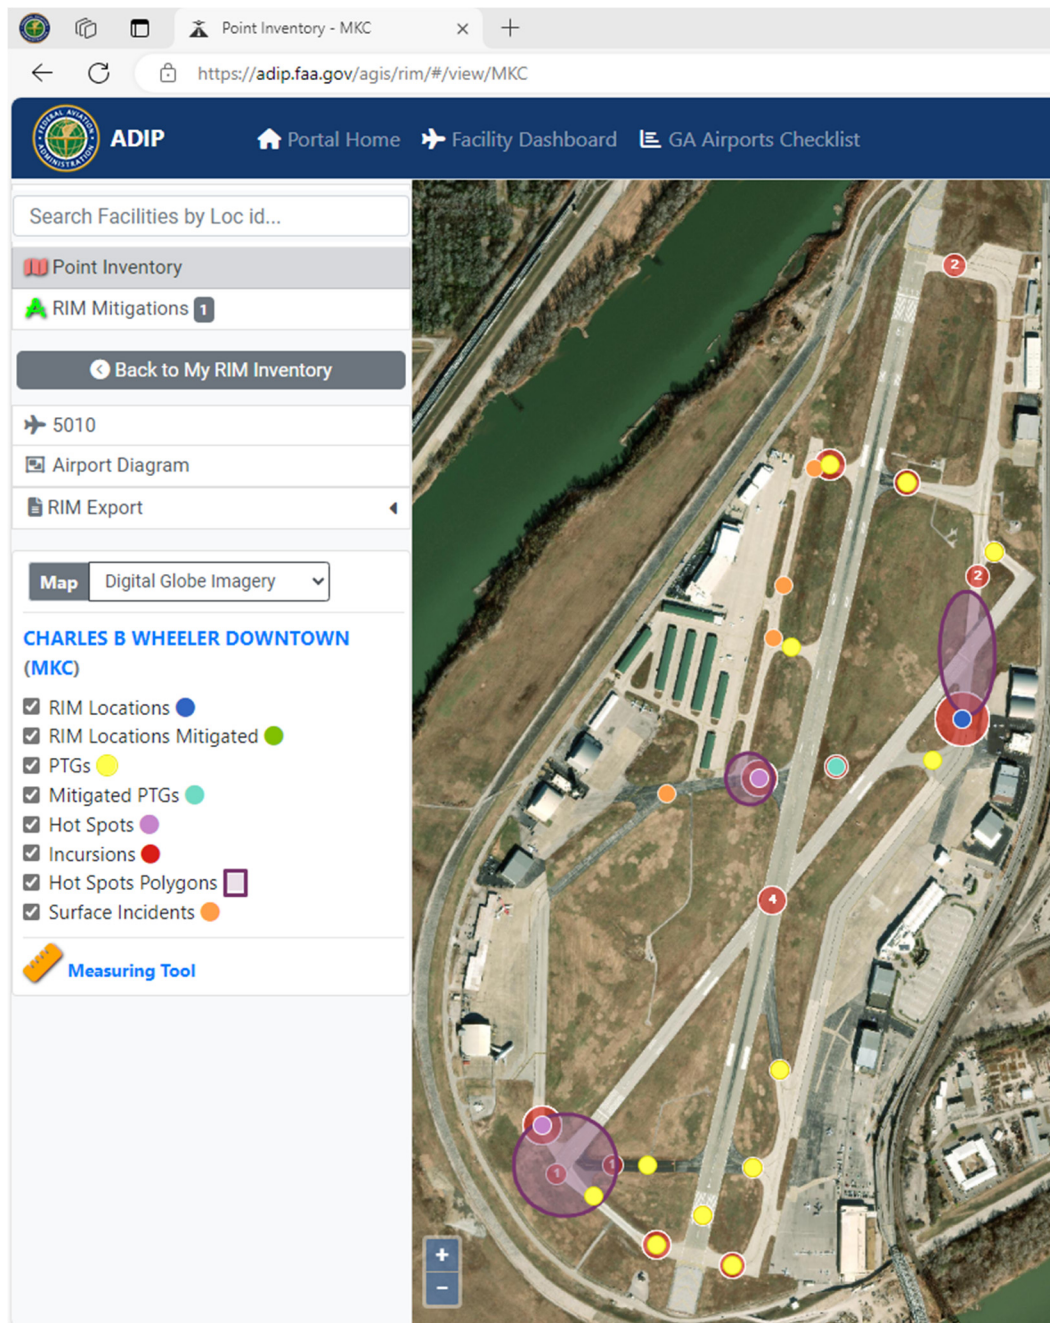 Point Inventory - MKC
https://adip.faa.gov/agis/rim/#/view/MKC
FEDERAL AVIATION
ADMINISTRATION
ADIP
Portal Home
Facility Dashboard
GA Airports Checklist
Search Facilities by Loc id...
Point Inventory
RIM Mitigations 1
Back to My RIM Inventory
5010
Airport Diagram
RIM Export
Map
Digital Globe Imagery
CHARLES B WHEELER DOWNTOWN
(MKC)
RIM Locations
RIM Locations Mitigated
PTGs
Mitigated PTGs
Hot Spots
Incursions
Hot Spots Polygons
Surface Incidents
Measuring Tool
2
2
4
1
1
+
−